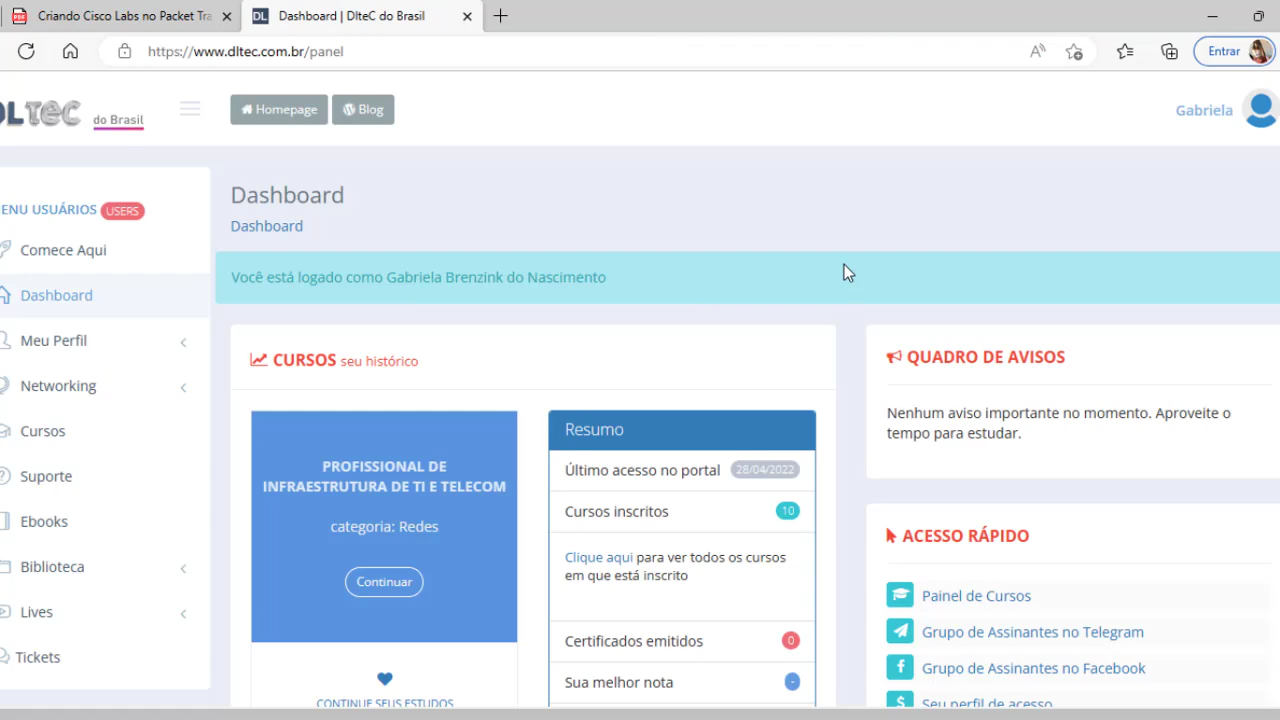 Criando Cisco Labs no Packet Tra
Dashboard | DlteC do Brasil
https://www.dltec.com.br/panel
Entrar
DLTEC do Brasil
Homepage
Blog
Gabriela
ENU USUÁRIOS USERS
Comece Aqui
Dashboard
Meu Perfil
Networking
Cursos
Suporte
Ebooks
Biblioteca
Lives
Tickets
Dashboard
Dashboard
Você está logado como Gabriela Brenzink do Nascimento
CURSOS seu histórico
PROFISSIONAL DE
INFRAESTRUTURA DE TI E TELECOM
categoria: Redes
Continuar
CONTINUE SEUS ESTUDOS
Resumo
Último acesso no portal 28/04/2022
Cursos inscritos 10
Clique aqui para ver todos os cursos
em que está inscrito
Certificados emitidos 0
Sua melhor nota -
QUADRO DE AVISOS
Nenhum aviso importante no momento. Aproveite o
tempo para estudar.
ACESSO RÁPIDO
Painel de Cursos
Grupo de Assinantes no Telegram
Grupo de Assinantes no Facebook
Seu perfil de acesso